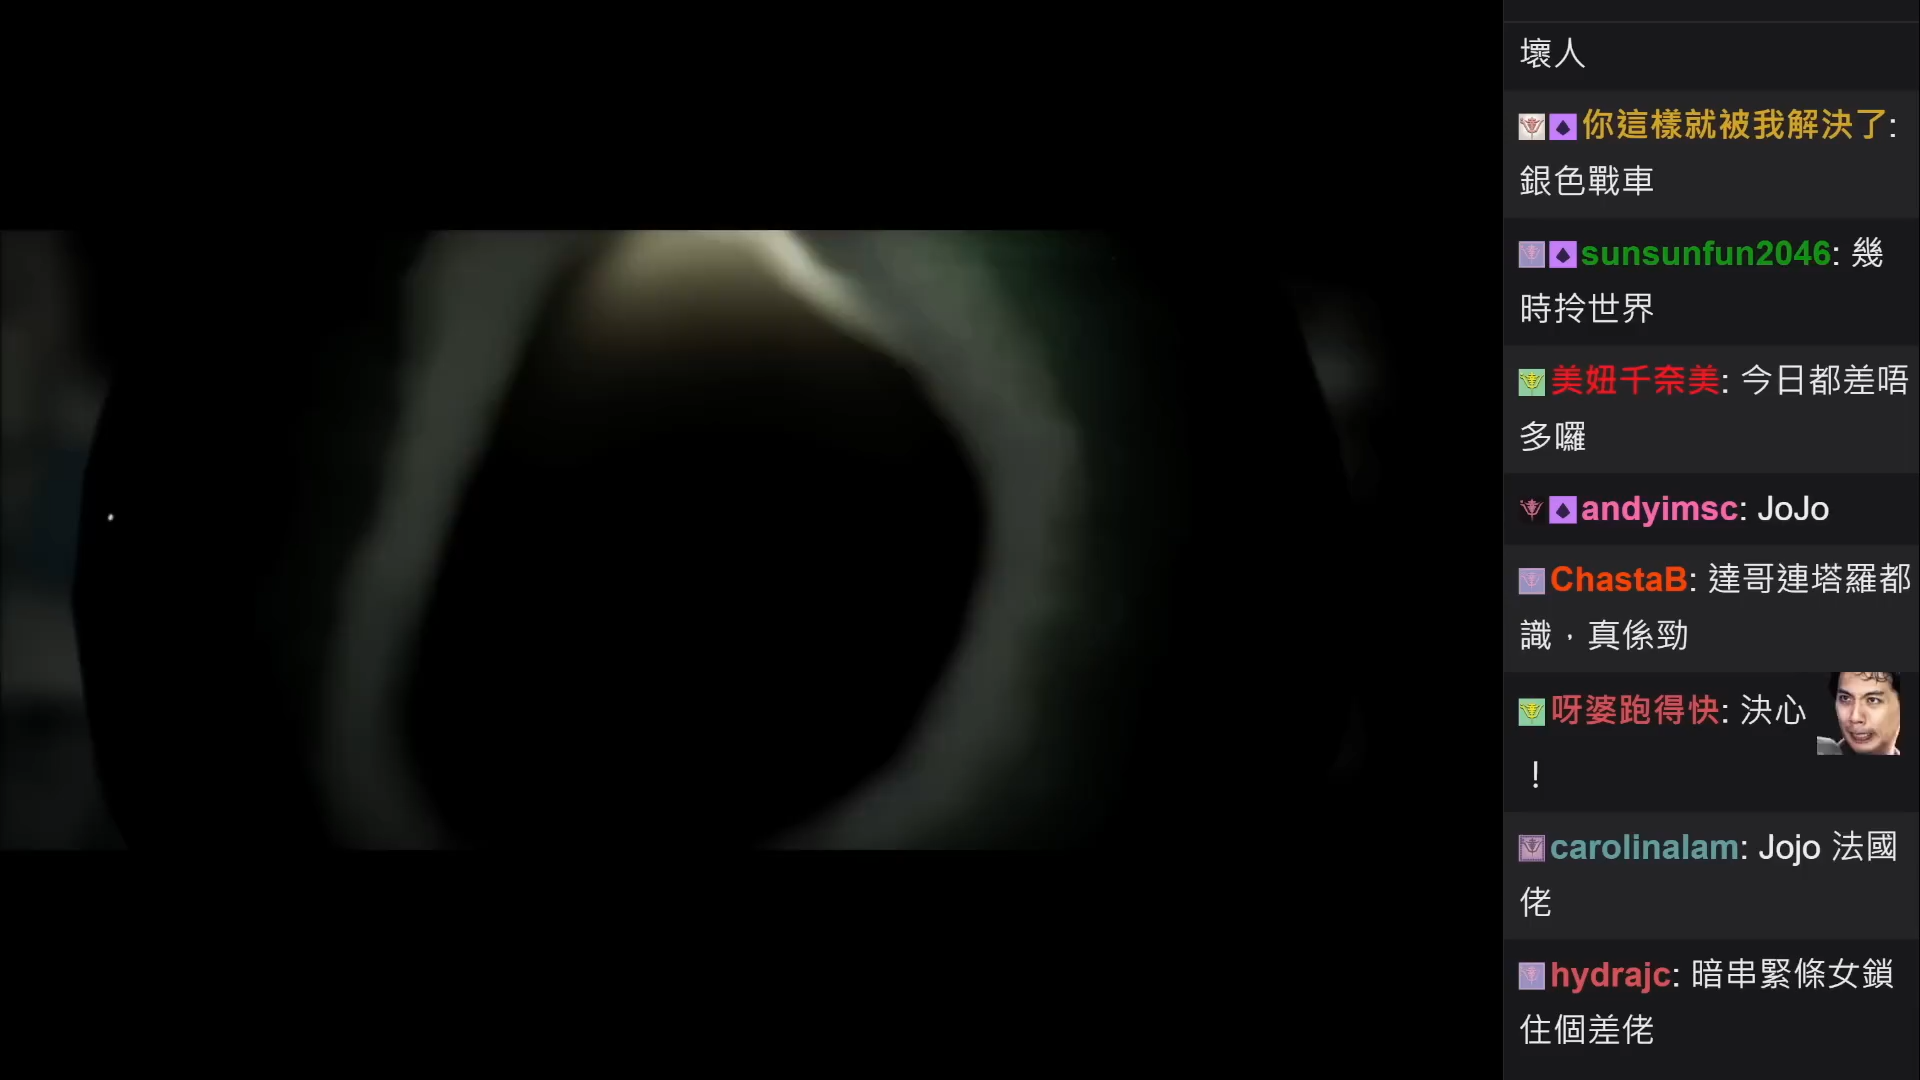 壞人
你這樣就被我解決了:
銀色戰車
sunsunfun2046: 幾
時拎世界
美妞千奈美: 今日都差唔
多囉
andyimsc: JoJo
ChastaB: 達哥連塔羅都
識，真係勁
呀婆跑得快: 決心
！
carolinalam: Jojo 法國
佬
hydrajc: 暗串緊條女鎖
住個差佬